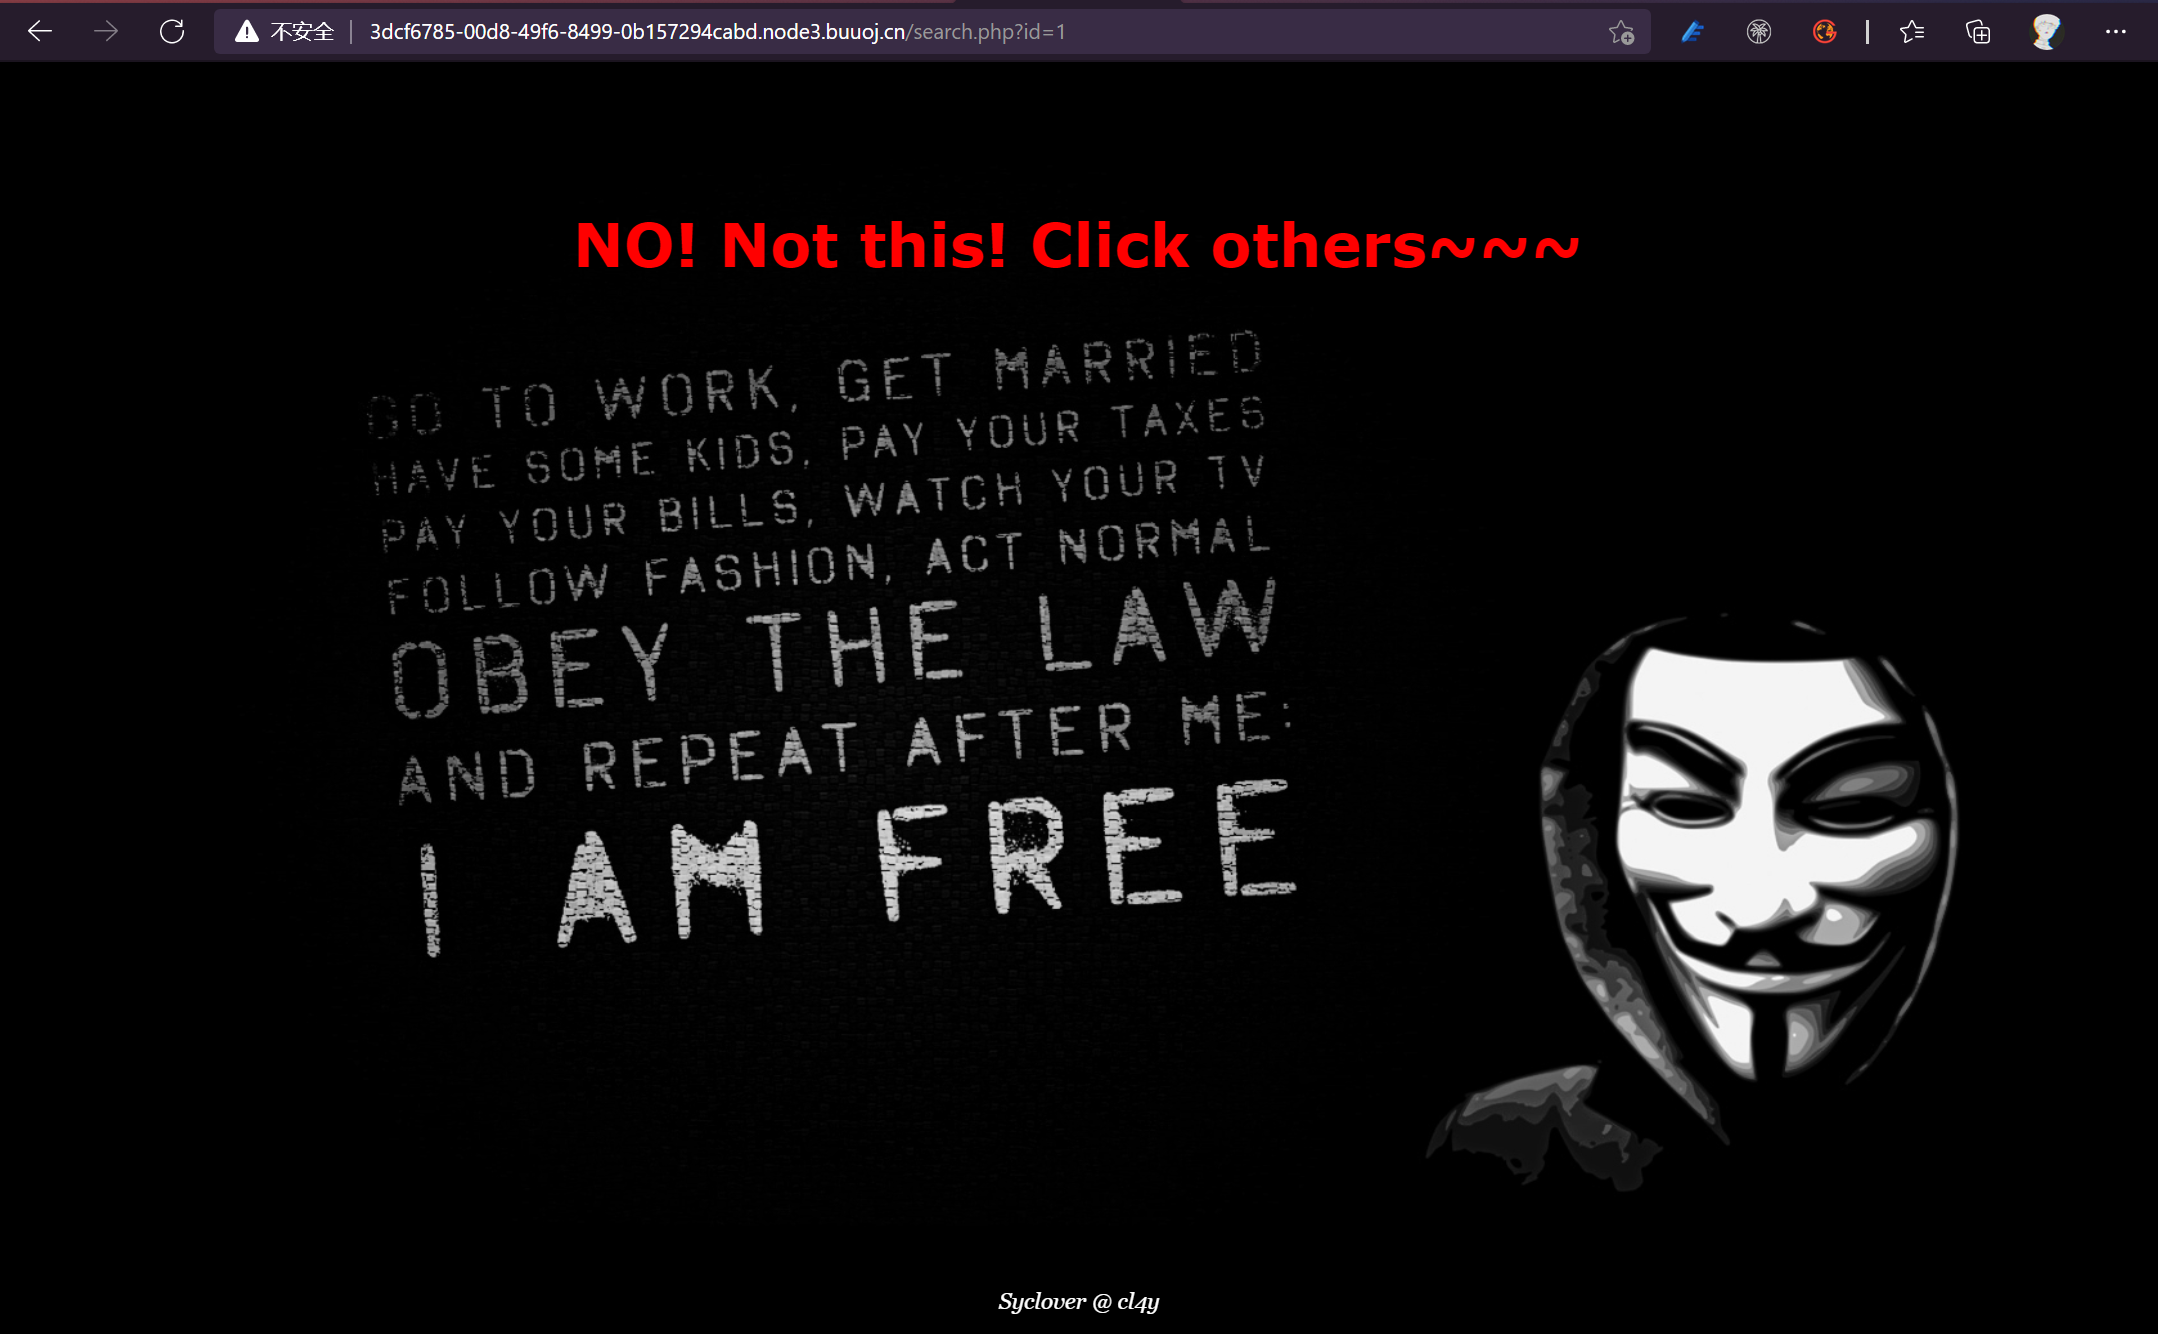 不安全 | 3dcf6785-00d8-49f6-8499-0b157294cabd.node3.buuoj.cn/search.php?id=1
NO! Not this! Click others~~~
GO TO WORK, GET MARRIED
HAVE SOME KIDS, PAY YOUR TAXES
PAY YOUR BILLS, WATCH YOUR TV
FOLLOW FASHION, ACT NORMAL
OBEY THE LAW
AND REPEAT AFTER ME:
I AM FREE
Syclover @ cl4y